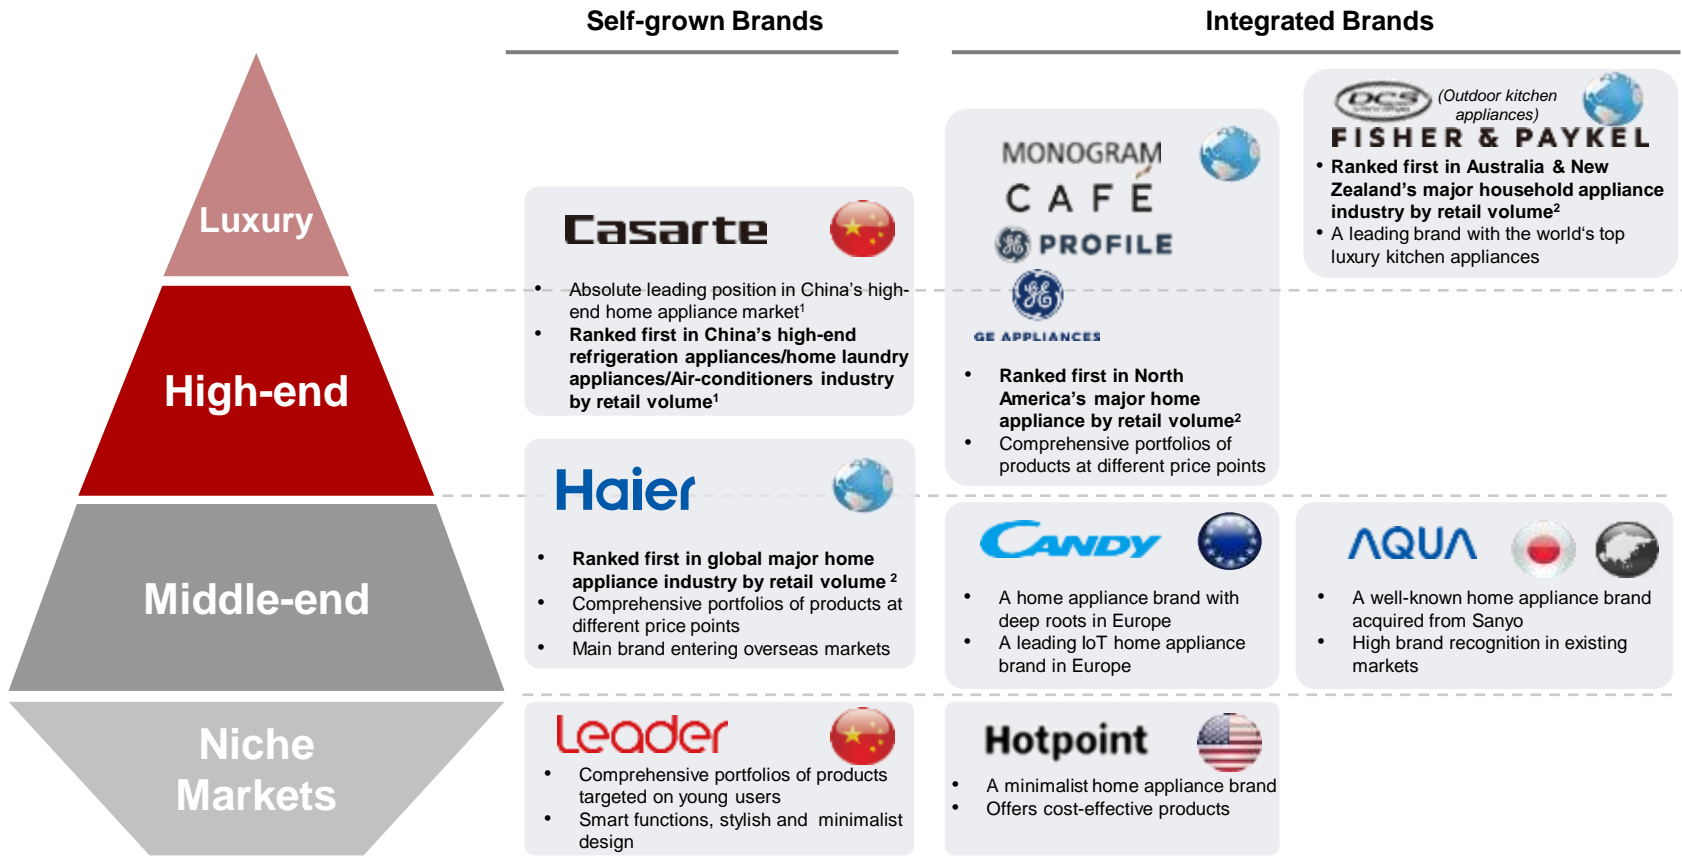 Self-grown Brands
Integrated Brands
Luxury
High-end
Middle-end
Niche
Markets
Casarte
• Absolute leading position in China’s high-
end home appliance market1
• Ranked first in China’s high-end
refrigeration appliances/home laundry
appliances/Air-conditioners industry
by retail volume1
Haier
• Ranked first in global major home
appliance industry by retail volume 2
• Comprehensive portfolios of products at
different price points
• Main brand entering overseas markets
Leader
• Comprehensive portfolios of products
targeted on young users
• Smart functions, stylish and minimalist
design
MONOGRAM
CAFÉ
GE PROFILE
GE
GE APPLIANCES
• Ranked first in North
America’s major home
appliance by retail volume2
• Comprehensive portfolios of
products at different price points
DCS (Outdoor kitchen
appliances)
FISHER & PAYKEL
• Ranked first in Australia & New
Zealand’s major household appliance
industry by retail volume2
• A leading brand with the world‘s top
luxury kitchen appliances
CANDY
• A home appliance brand with
deep roots in Europe
• A leading IoT home appliance
brand in Europe
AQUA
• A well-known home appliance brand
acquired from Sanyo
• High brand recognition in existing
markets
Hotpoint
• A minimalist home appliance brand
• Offers cost-effective products